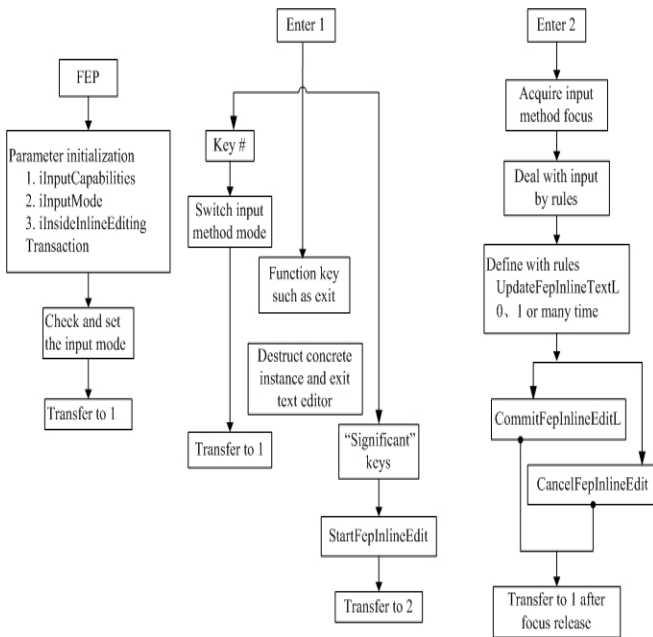 FEP
Parameter initialization
1. iInputCapabilities
2. iInputMode
3. iInsideInlineEditing
Transaction
Check and set
the input mode
Transfer to 1
Enter 1
Key #
Switch input
method mode
Function key
such as exit
Destruct concrete
instance and exit
text editor
Transfer to 1
“Significant”
keys
StartFepInlineEdit
Transfer to 2
Enter 2
Acquire input
method focus
Deal with input
by rules
Define with rules
UpdateFepInlineTextL
0、1 or many time
CommitFepInlineEditL
CancelFepInlineEdit
Transfer to 1 after
focus release